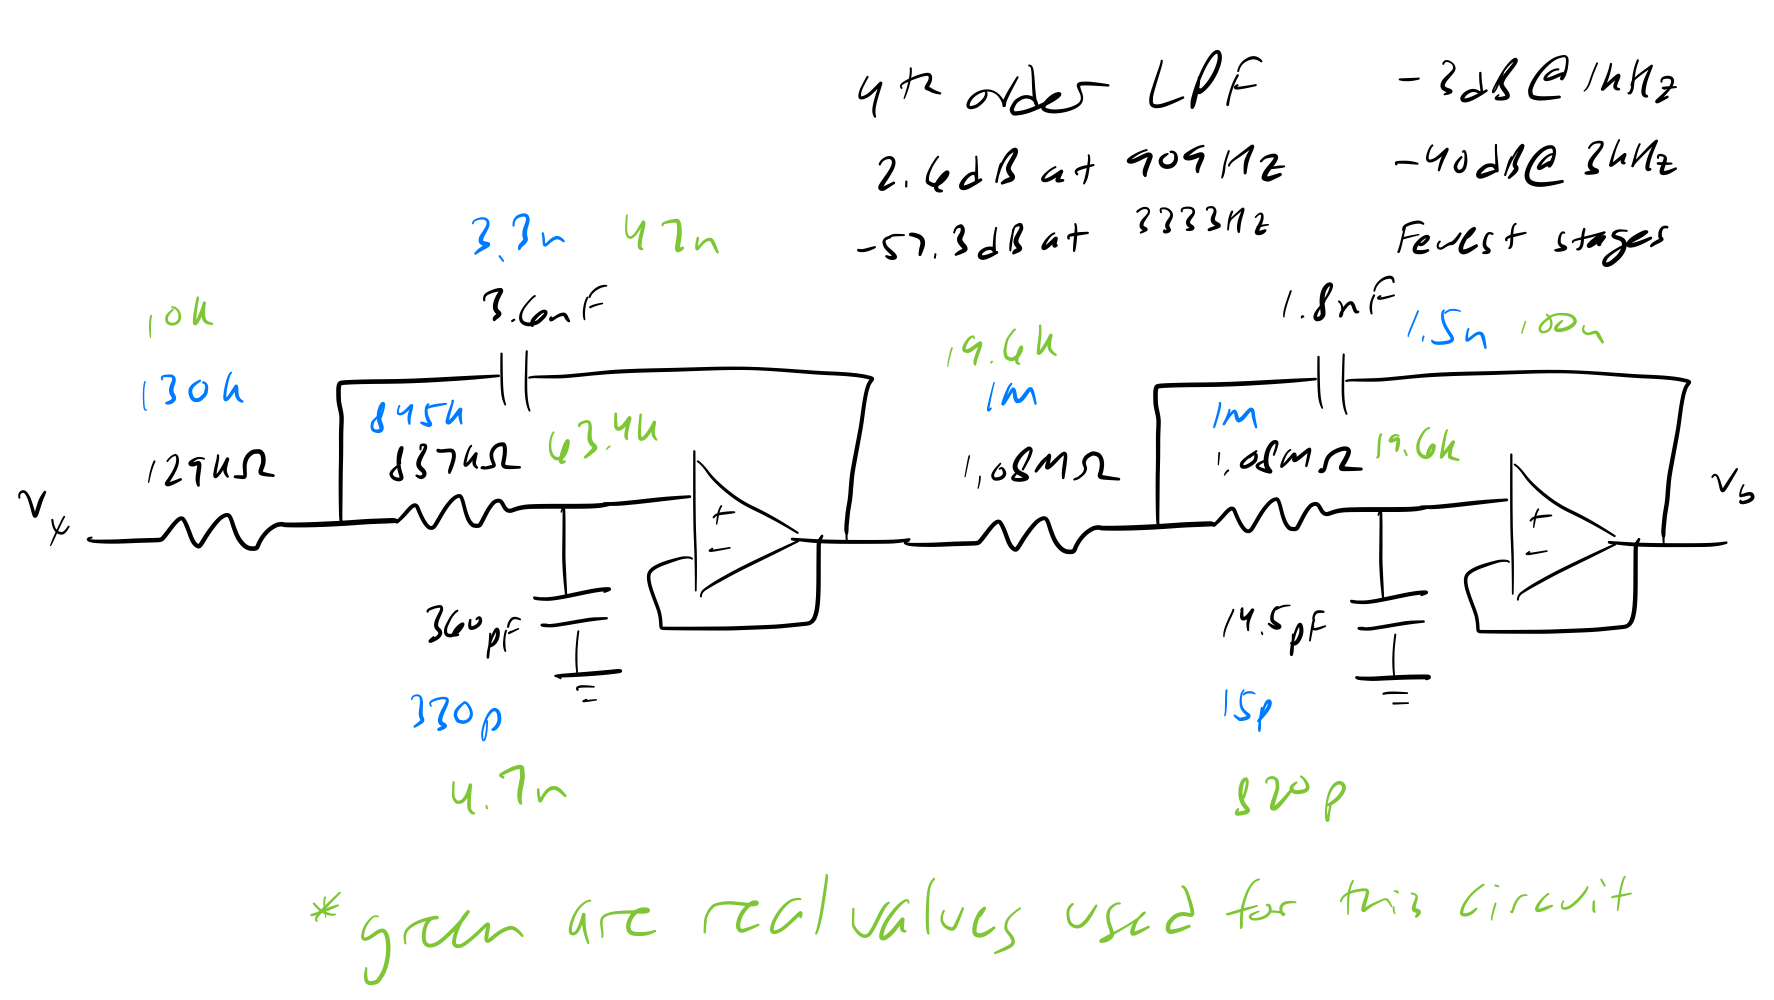 4th order LPF
-3dB @ 1kHz
2.6dB at 909Hz
-40dB @ 3kHz
-57.3dB at 3333Hz
Fewest stages
3.3n 47n
3.6nF
1.8nF 1.5n 100n
10k
130k
129kΩ
845k
837kΩ 63.4k
19.6k
1M
1.08MΩ
1M
1.08MΩ 19.6k
Vx
+
-
+
-
Vb
360pF
330p
4.7n
14.5pF
15p
820p
*green are real values used for this circuit